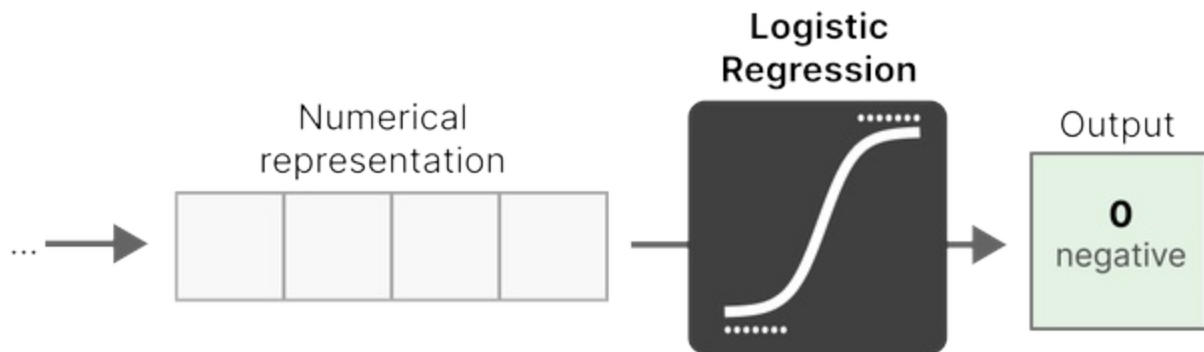 ...
Numerical
representation
Logistic
Regression
Output
0
negative